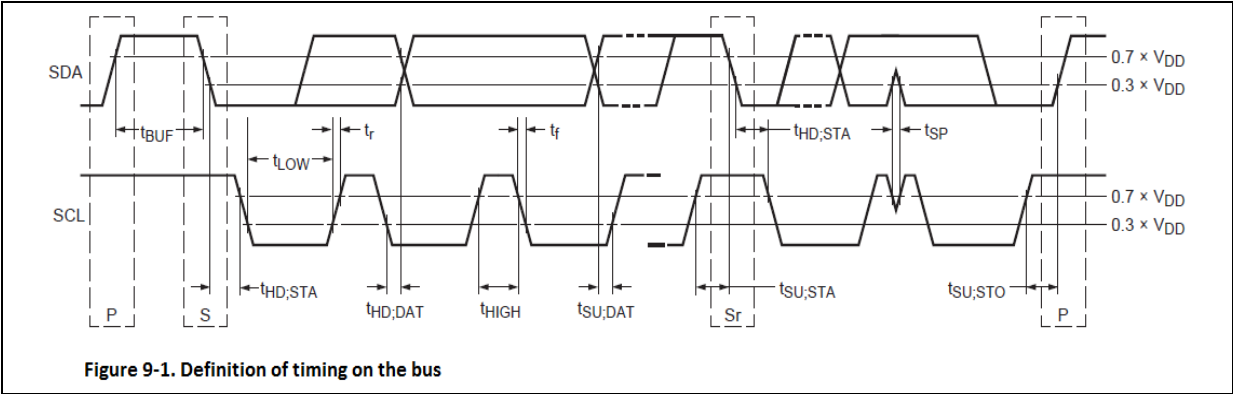 SDA
0.7 × VDD
0.3 × VDD
tBUF
tr
tf
tHD;STA
tSP
tLOW
SCL
0.7 × VDD
0.3 × VDD
tHD;STA
tHD;DAT
tHIGH
tSU;DAT
tSU;STA
tSU;STO
P
S
Sr
P
Figure 9-1. Definition of timing on the bus